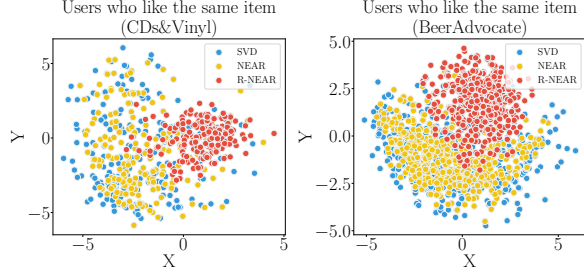 Users who like the same item
(CDs&Vinyl)
SVD
NEAR
R-NEAR
Y
5
0
−5
−5
0
5
X
Users who like the same item
(BeerAdvocate)
SVD
NEAR
R-NEAR
Y
5.0
2.5
0.0
−2.5
−5.0
−5
0
5
X